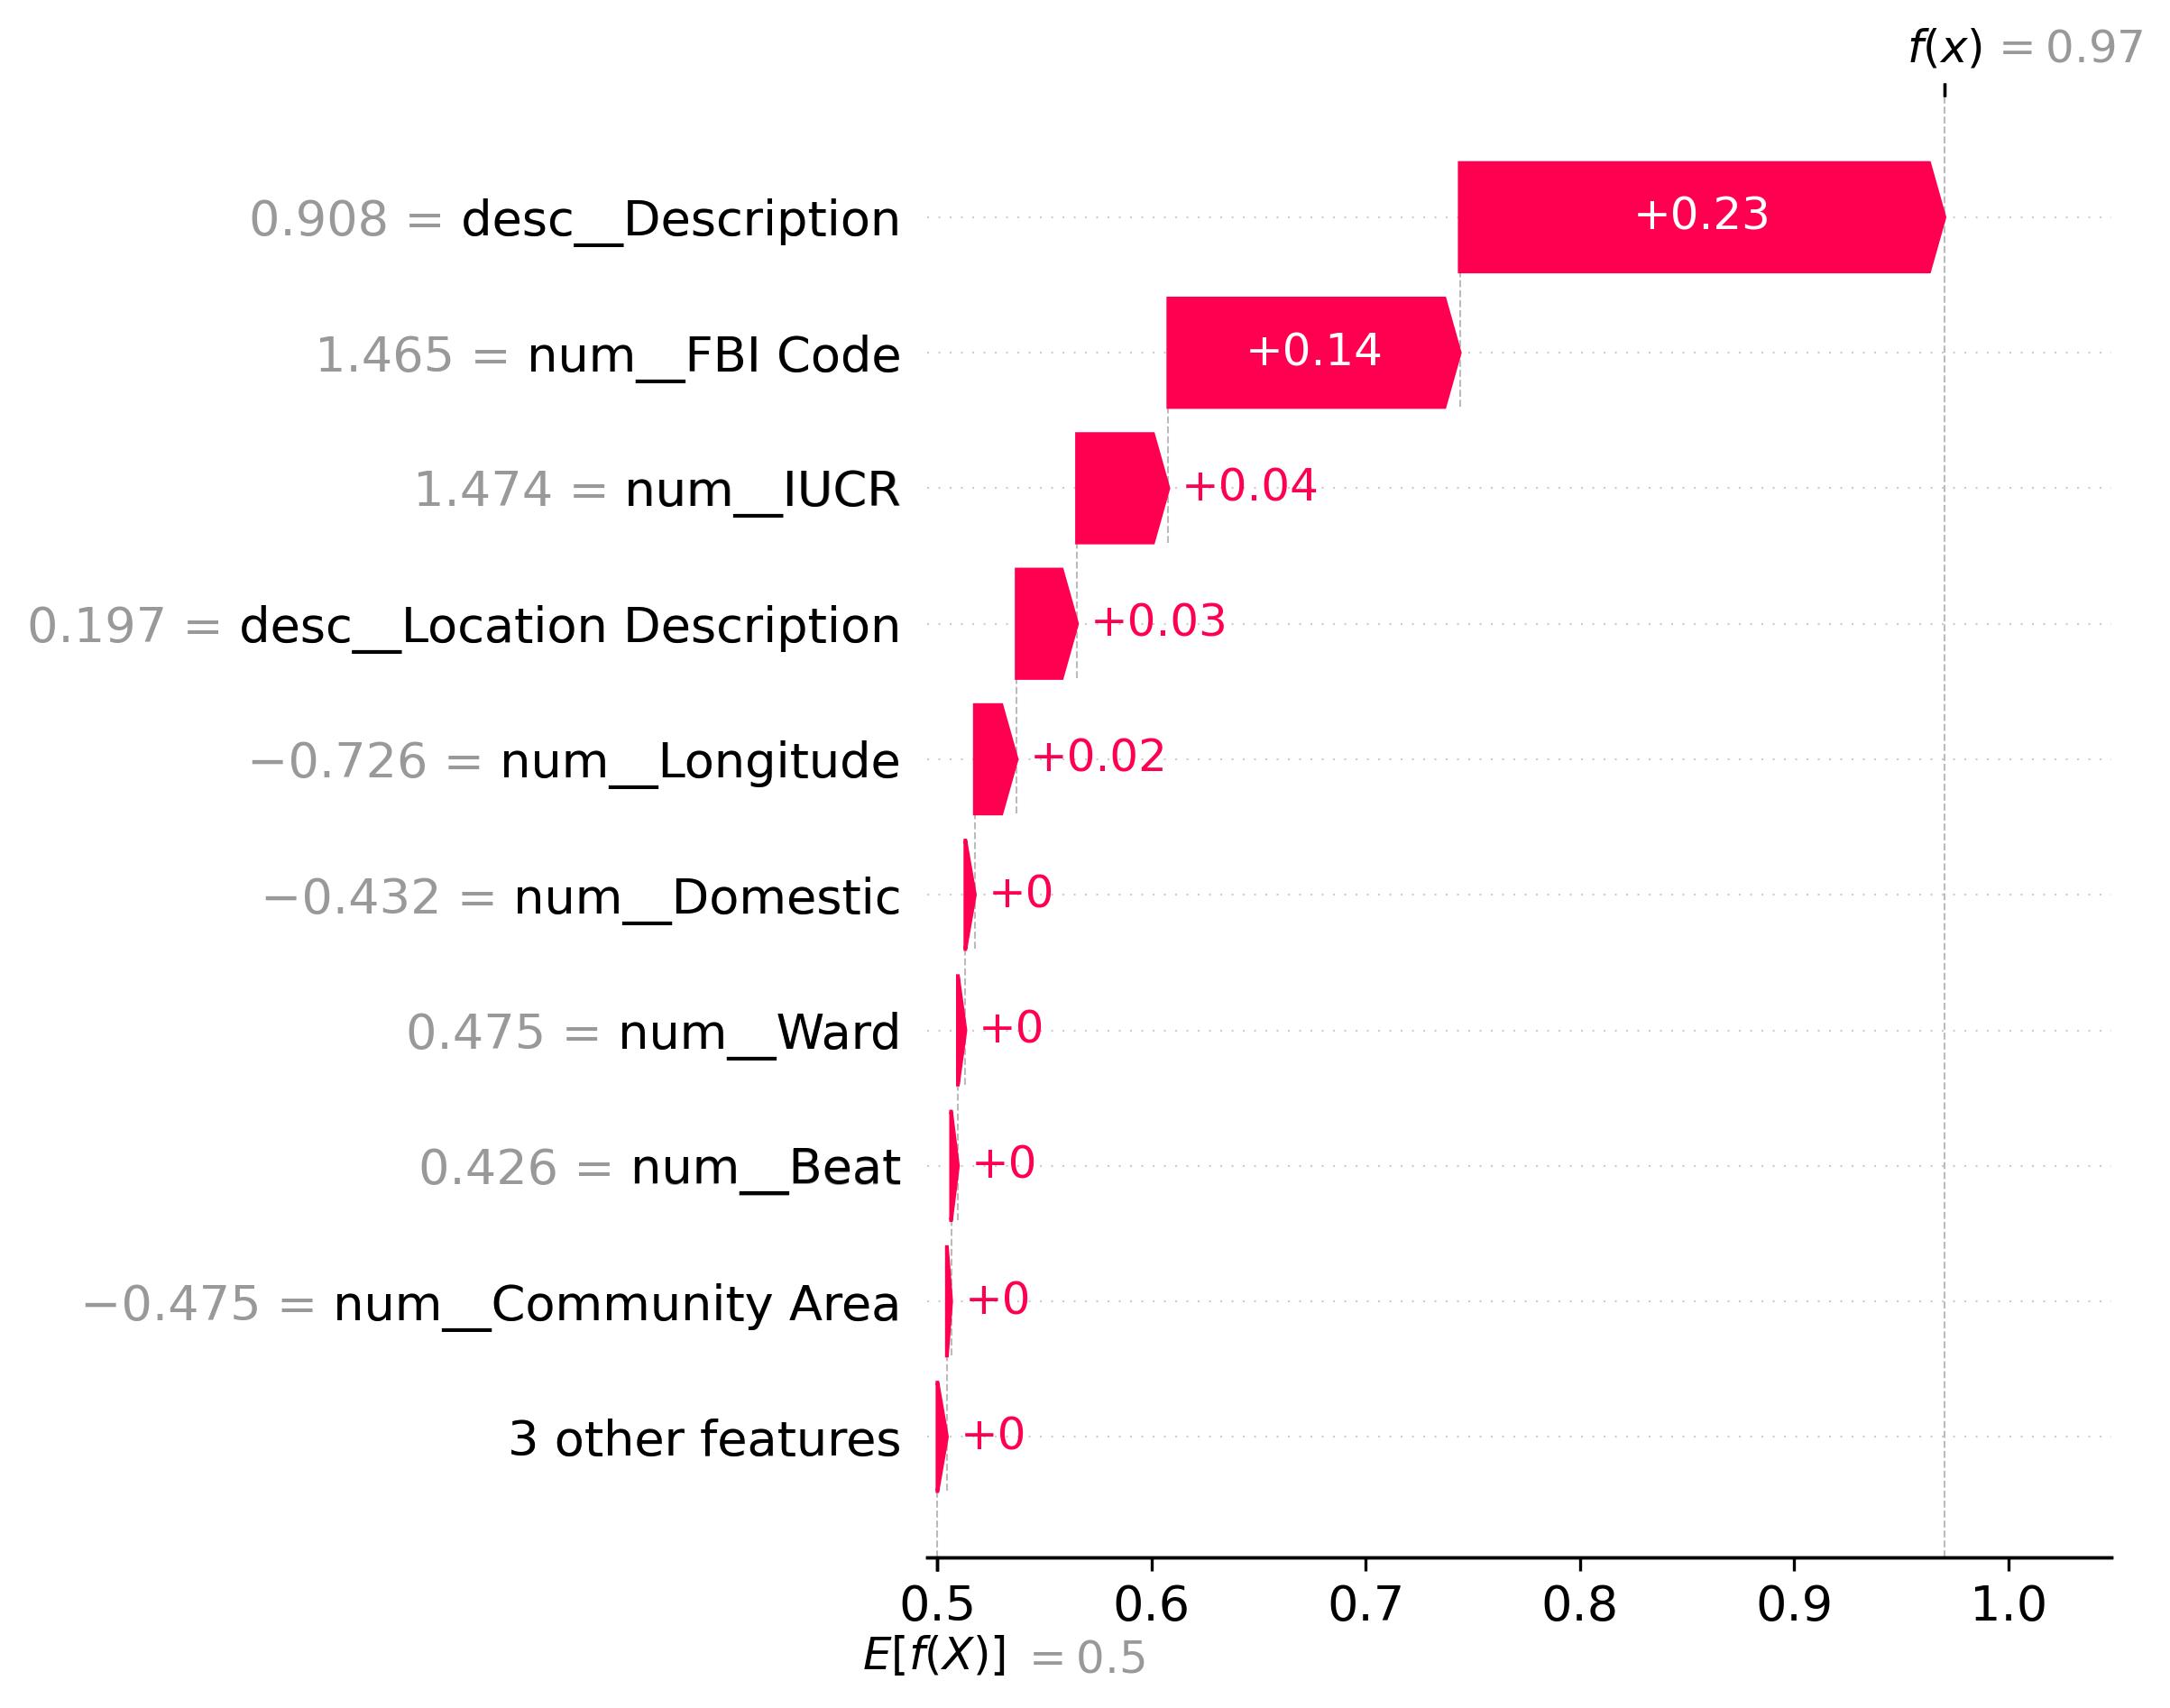 f(x) = 0.97
0.908 = desc__Description +0.23
1.465 = num__FBI Code +0.14
1.474 = num__IUCR +0.04
0.197 = desc__Location Description +0.03
−0.726 = num__Longitude +0.02
−0.432 = num__Domestic +0
0.475 = num__Ward +0
0.426 = num__Beat +0
−0.475 = num__Community Area +0
3 other features +0
0.5 0.6 0.7 0.8 0.9 1.0
E[f(X)] = 0.5